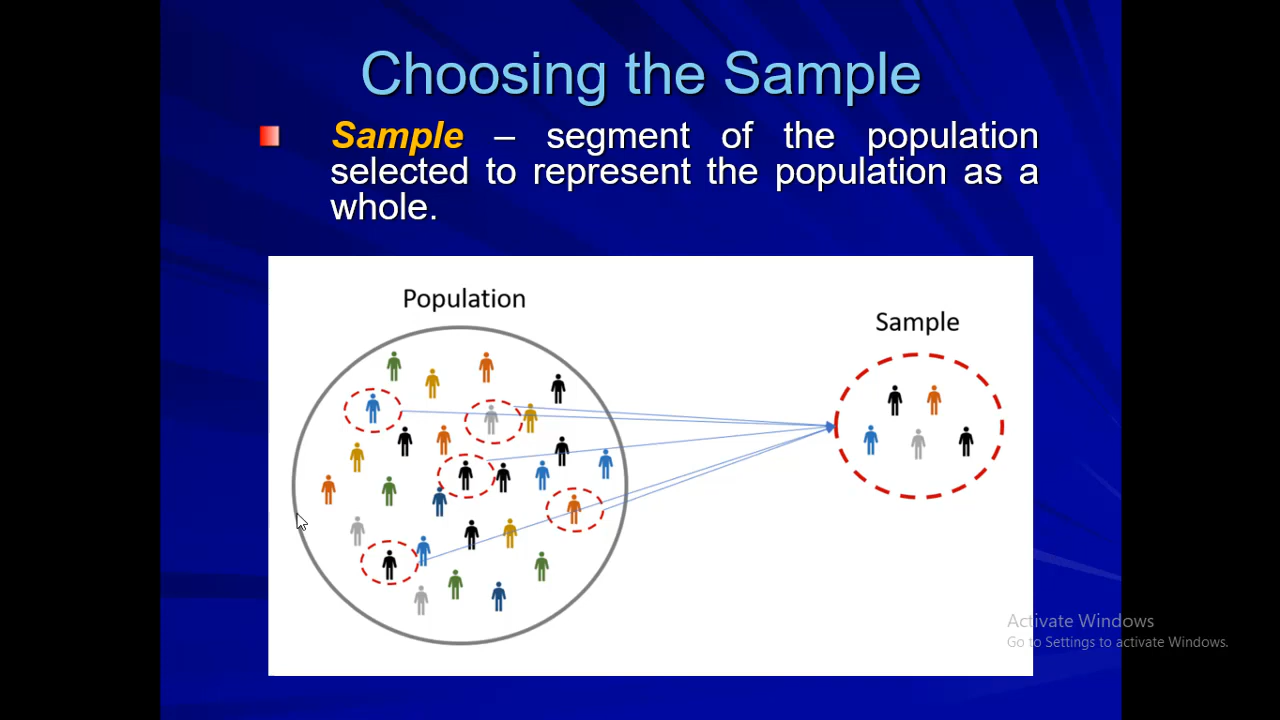 Choosing the Sample
Sample – segment of the population
selected to represent the population as a
whole.
Population
Sample
Activate Windows
Go to Settings to activate Windows.